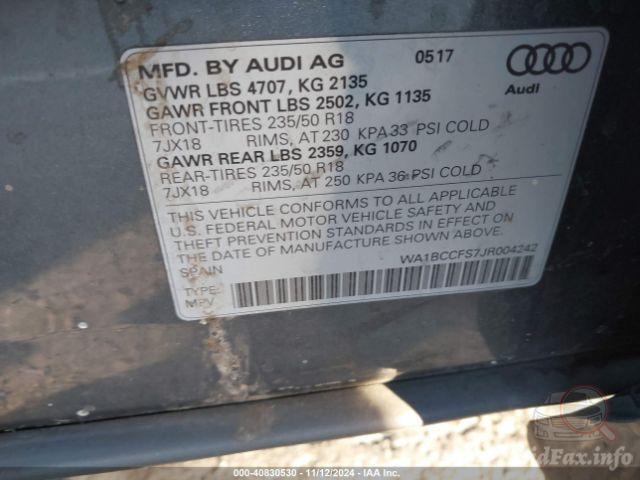 MFD. BY AUDI AG 0517
GVWR LBS 4707, KG 2135
GAWR FRONT LBS 2502, KG 1135
FRONT-TIRES 235/50 R18
7JX18 RIMS, AT 230 KPA 33 PSI COLD
GAWR REAR LBS 2359, KG 1070
REAR-TIRES 235/50 R18
7JX18 RIMS, AT 250 KPA 36 PSI COLD
Audi
THIS VEHICLE CONFORMS TO ALL APPLICABLE
U.S. FEDERAL MOTOR VEHICLE SAFETY AND
THEFT PREVENTION STANDARDS IN EFFECT ON
THE DATE OF MANUFACTURE SHOWN ABOVE.
SPAIN WA1BCCFS7JR004242
TYPE:
MPV
BidFax.info
000-40830530 - 11/12/2024 - IAA Inc.